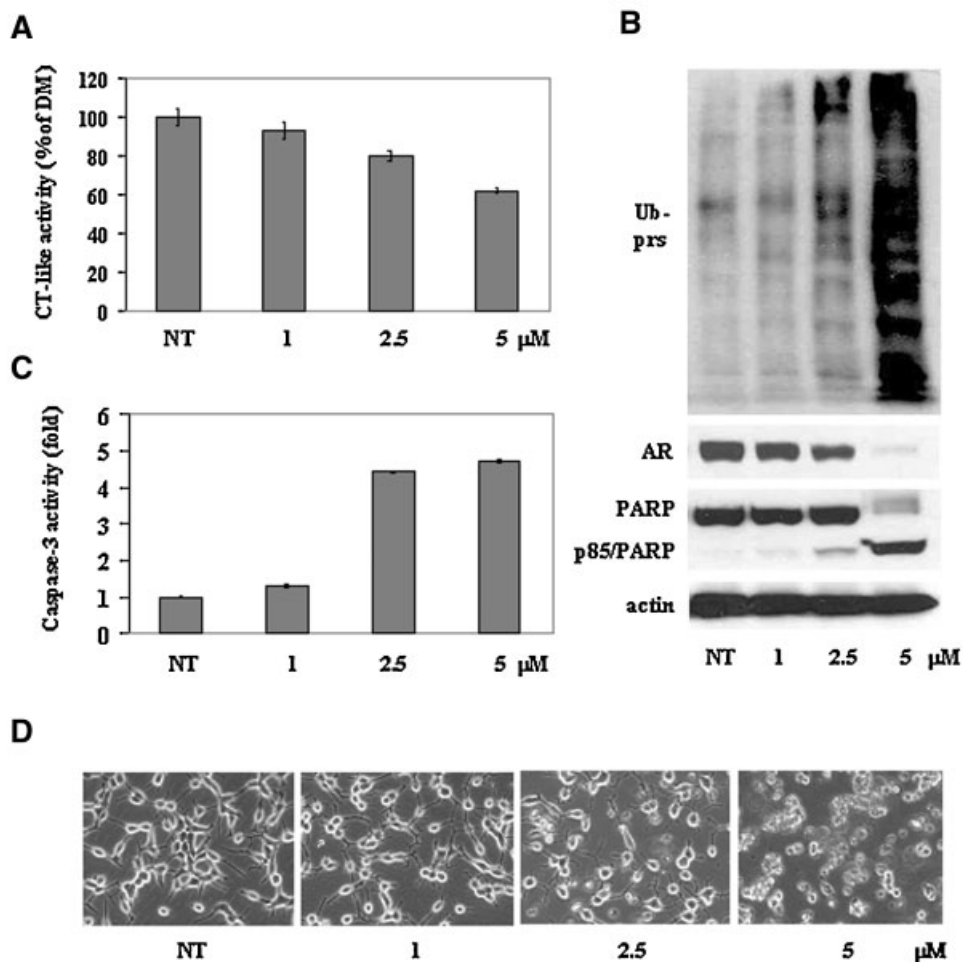 A
CT-like activity (% of DM)
120
100
80
60
40
20
0
NT 1 2.5 5 µM
B
Ub-
prs
AR
PARP
p85/PARP
actin
NT 1 2.5 5 µM
C
Caspase-3 activity (fold)
6
5
4
3
2
1
0
NT 1 2.5 5 µM
D
NT 1 2.5 5 µM